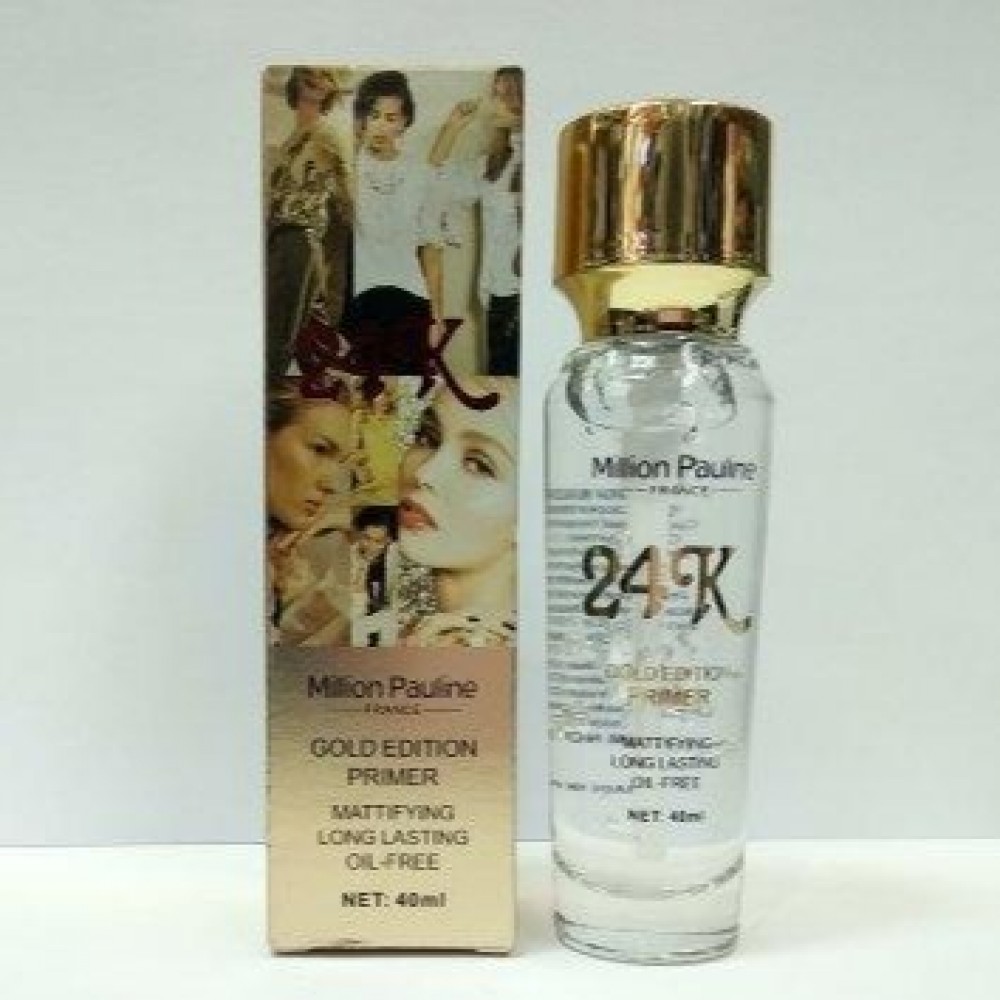 24K
Million Pauline
FRANCE
GOLD EDITION
PRIMER
MATTIFYING
LONG LASTING
OIL-FREE
NET: 40ml
Million Pauline
FRANCE
24K
GOLD EDITION
PRIMER
MATTIFYING
LONG LASTING
OIL-FREE
NET: 40ml